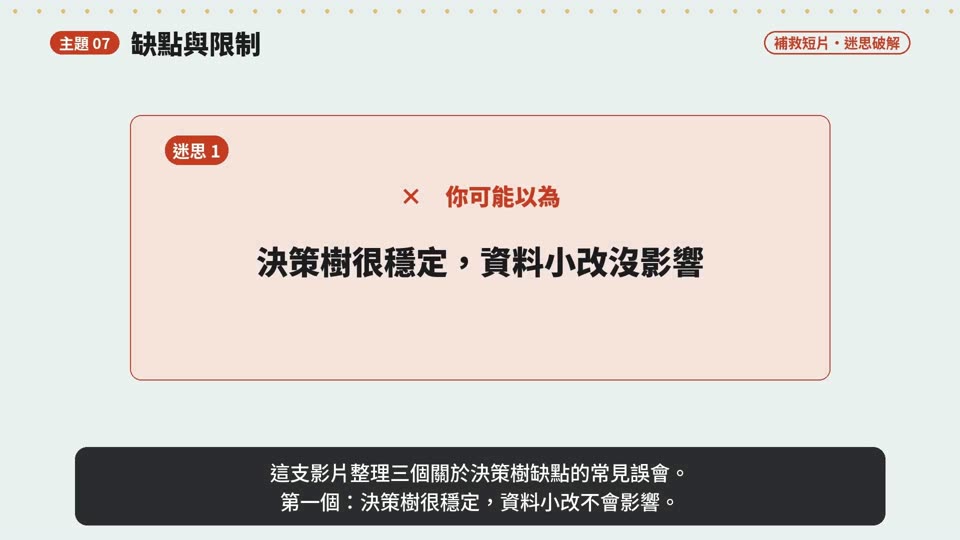 主題 07 缺點與限制
補救短片・迷思破解
迷思 1
✕ 你可能以為
決策樹很穩定，資料小改沒影響
這支影片整理三個關於決策樹缺點的常見誤會。
第一個：決策樹很穩定，資料小改不會影響。